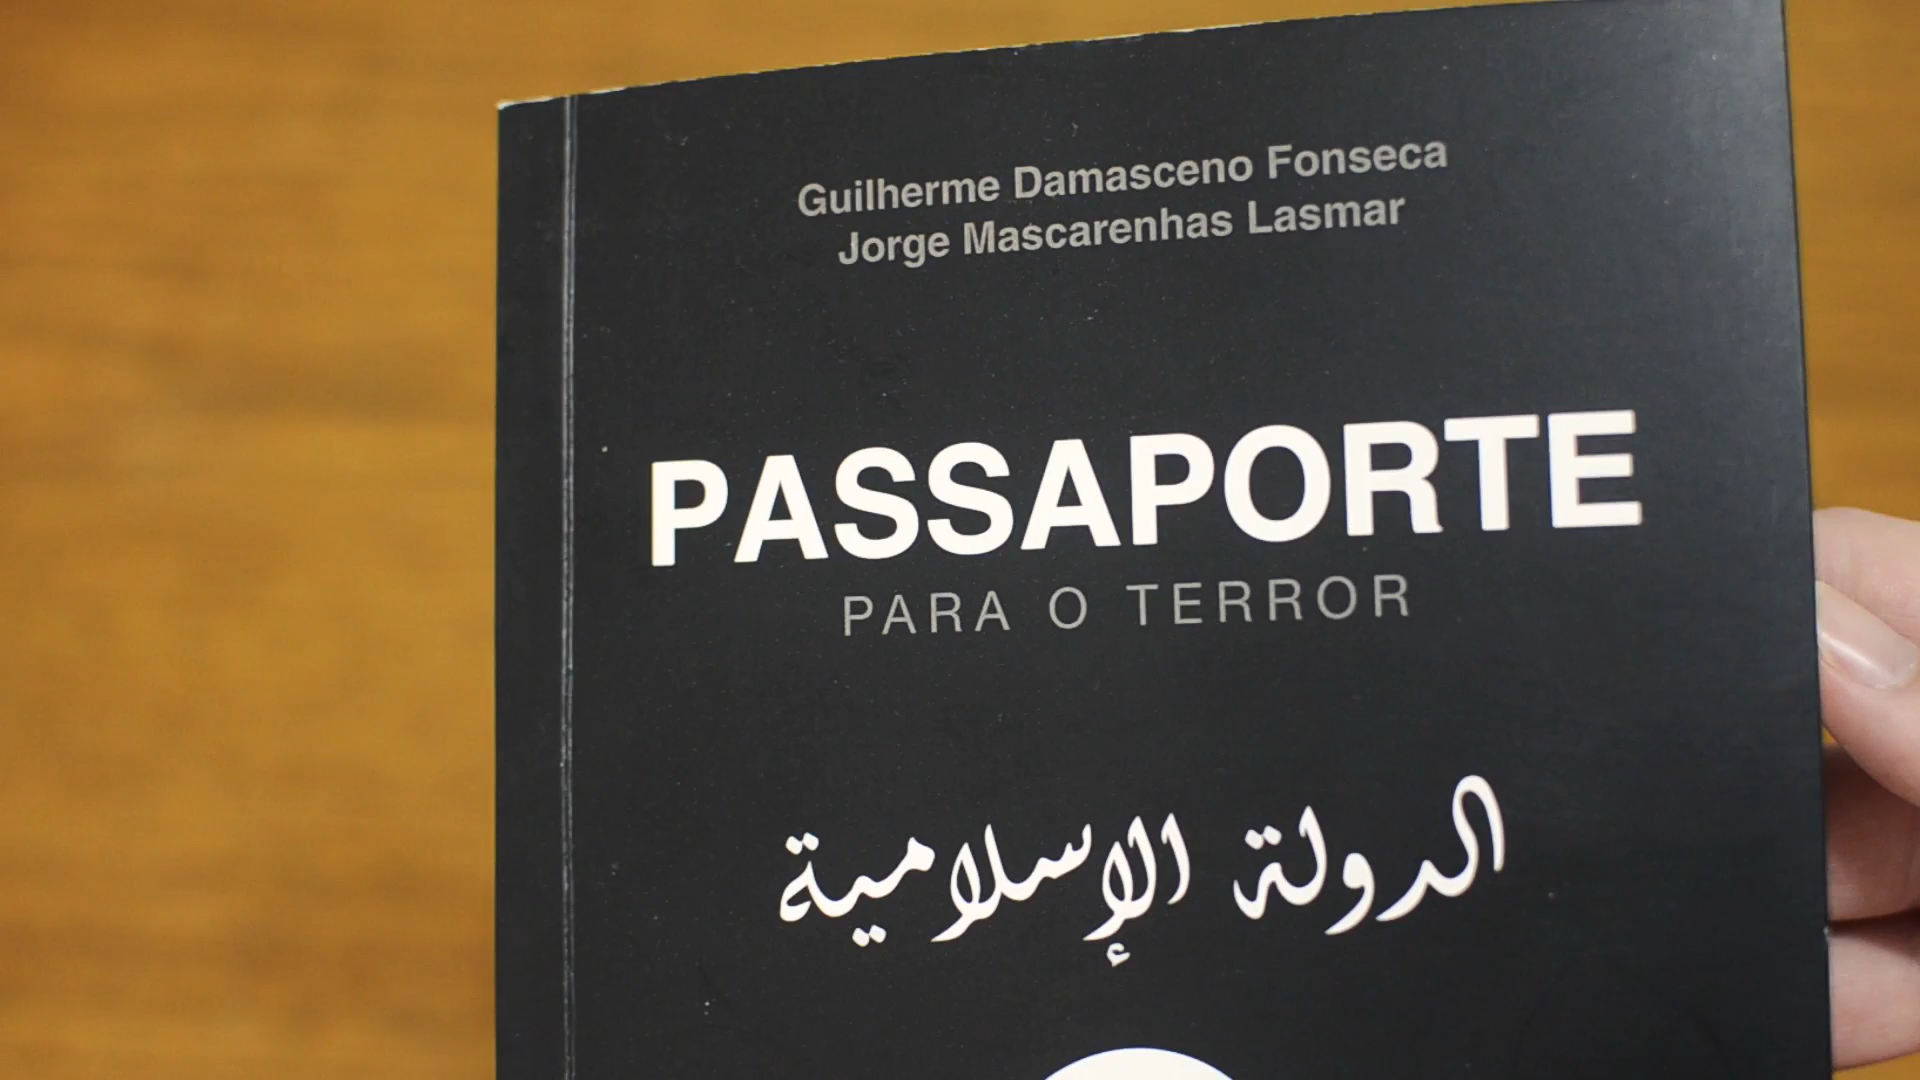 Guilherme Damasceno Fonseca
Jorge Mascarenhas Lasmar
PASSAPORTE
PARA O TERROR
الدولة الإسلامية